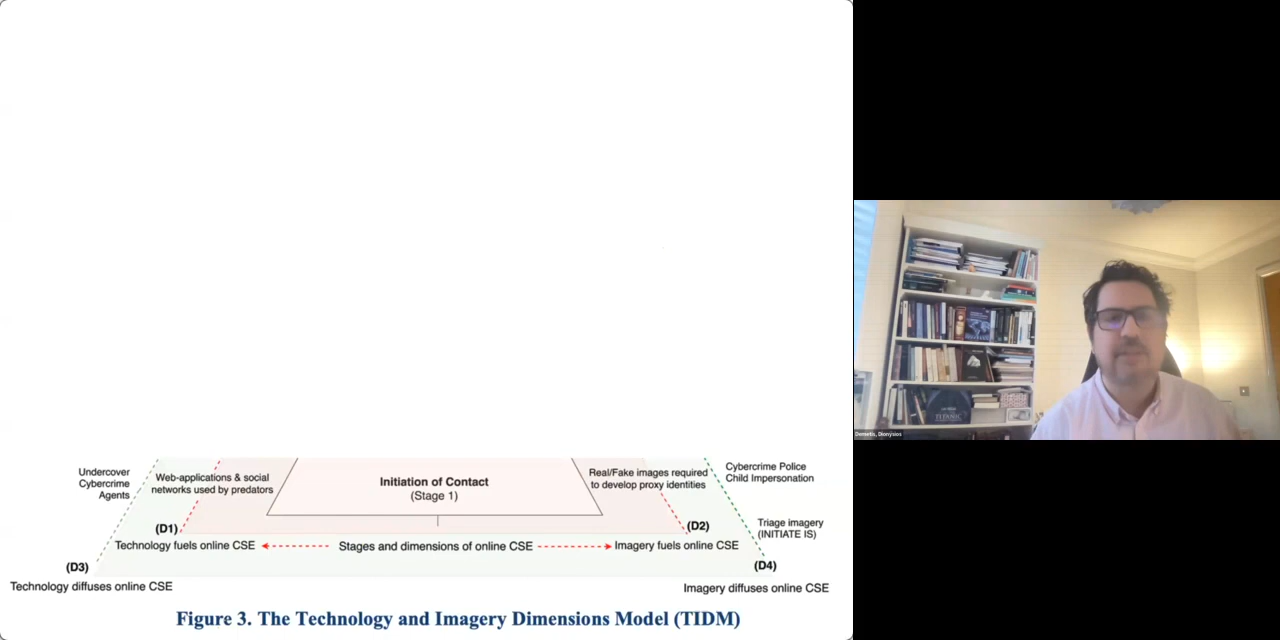 Undercover
Cybercrime
Agents
Web-applications & social
networks used by predators
Initiation of Contact
(Stage 1)
Real/Fake images required
to develop proxy identities
Cybercrime Police
Child Impersonation
Triage imagery
(INITIATE IS)
(D1)
(D2)
Technology fuels online CSE
Stages and dimensions of online CSE
Imagery fuels online CSE
(D3)
(D4)
Technology diffuses online CSE
Imagery diffuses online CSE
Figure 3. The Technology and Imagery Dimensions Model (TIDM)
TITANIC
Demetis, Dionysios